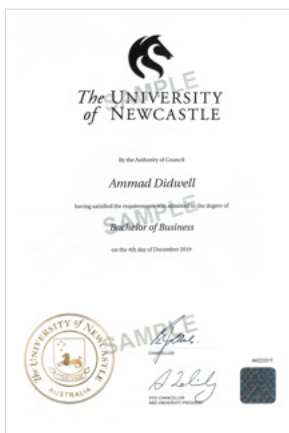 The UNIVERSITY
of NEWCASTLE
SAMPLE
By the Authority of Council
Ammad Didwell
having satisfied the requirements was admitted to the degree of
SAMPLE
Bachelor of Business
on the 4th day of December 2019
THE UNIVERSITY OF NEWCASTLE
AUSTRALIA
SAMPLE
CHANCELLOR
VICE-CHANCELLOR
AND UNIVERSITY PRESIDENT